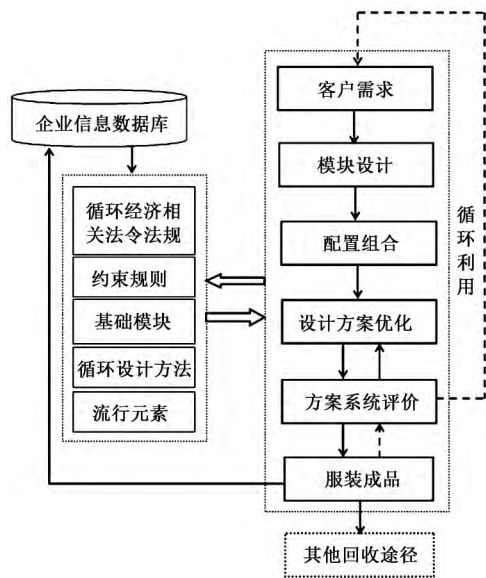 企业信息数据库
循环经济相
关法令法规
约束规则
基础模块
循环设计方法
流行元素
客户需求
模块设计
配置组合
设计方案优化
方案系统评价
服装成品
其他回收途径
循环利用